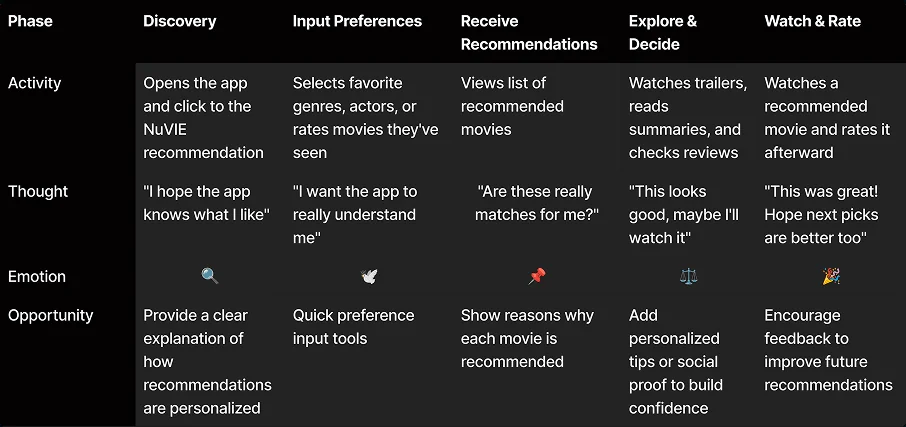 Phase
Discovery
Input Preferences
Receive
Recommendations
Explore &
Decide
Watch & Rate
Activity
Opens the app
and click to the
NuVIE
recommendation
Selects favorite
genres, actors, or
rates movies they've
seen
Views list of
recommended
movies
Watches trailers,
reads
summaries, and
checks reviews
Watches a
recommended
movie and rates it
afterward
Thought
"I hope the app
knows what I like"
"I want the app to
really understand
me"
"Are these really
matches for me?"
"This looks
good, maybe I'll
watch it"
"This was great!
Hope next picks
are better too"
Emotion
🔍
🕊️
📌
⚖️
🎉
Opportunity
Provide a clear
explanation of
how
recommendations
are personalized
Quick preference
input tools
Show reasons why
each movie is
recommended
Add
personalized
tips or social
proof to build
confidence
Encourage
feedback to
improve future
recommendations